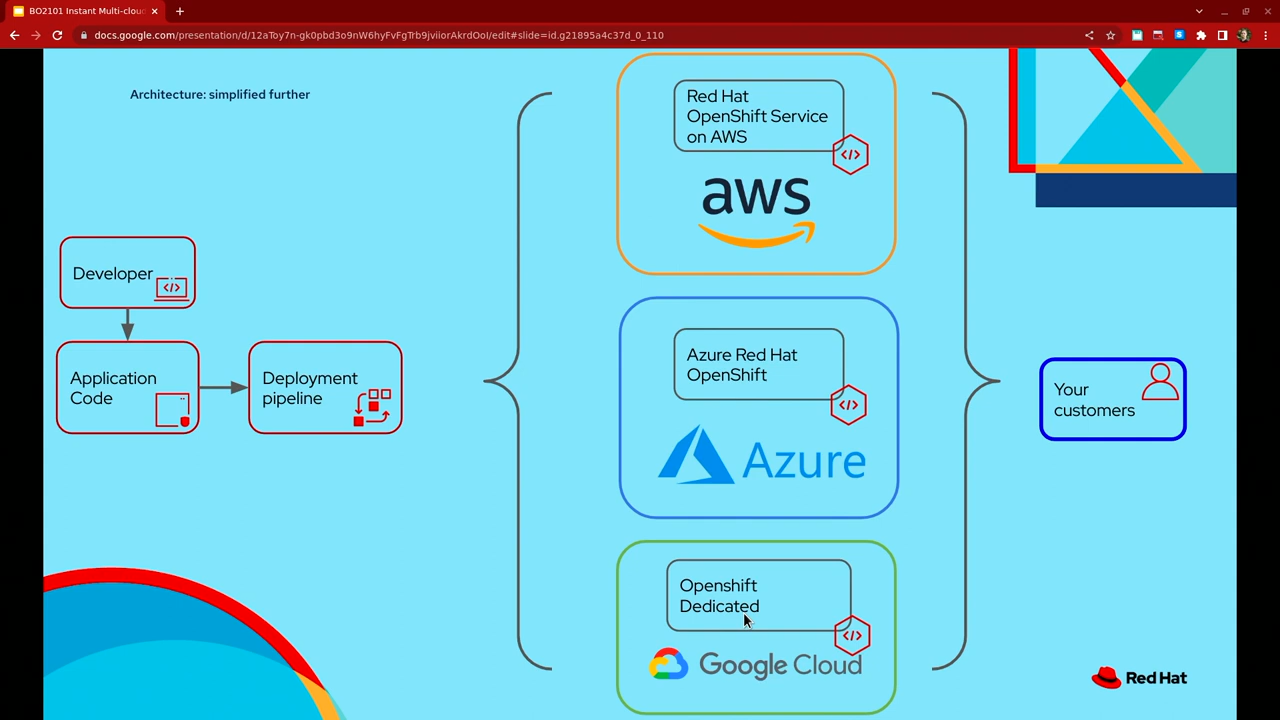 BO2101 Instant Multi-clou
docs.google.com/presentation/d/12aToy7n-gk0pbd3o9nW6hyFvFgTrb9jviiorAkrdOoI/edit#slide=id.g21895a4c37d_0_110
Architecture: simplified further
Red Hat
OpenShift Service
on AWS
</>
aws
Developer
</>
Application
Code
Deployment
pipeline
Azure Red Hat
OpenShift
</>
Azure
Your
customers
Openshift
Dedicated
</>
Google Cloud
Red Hat